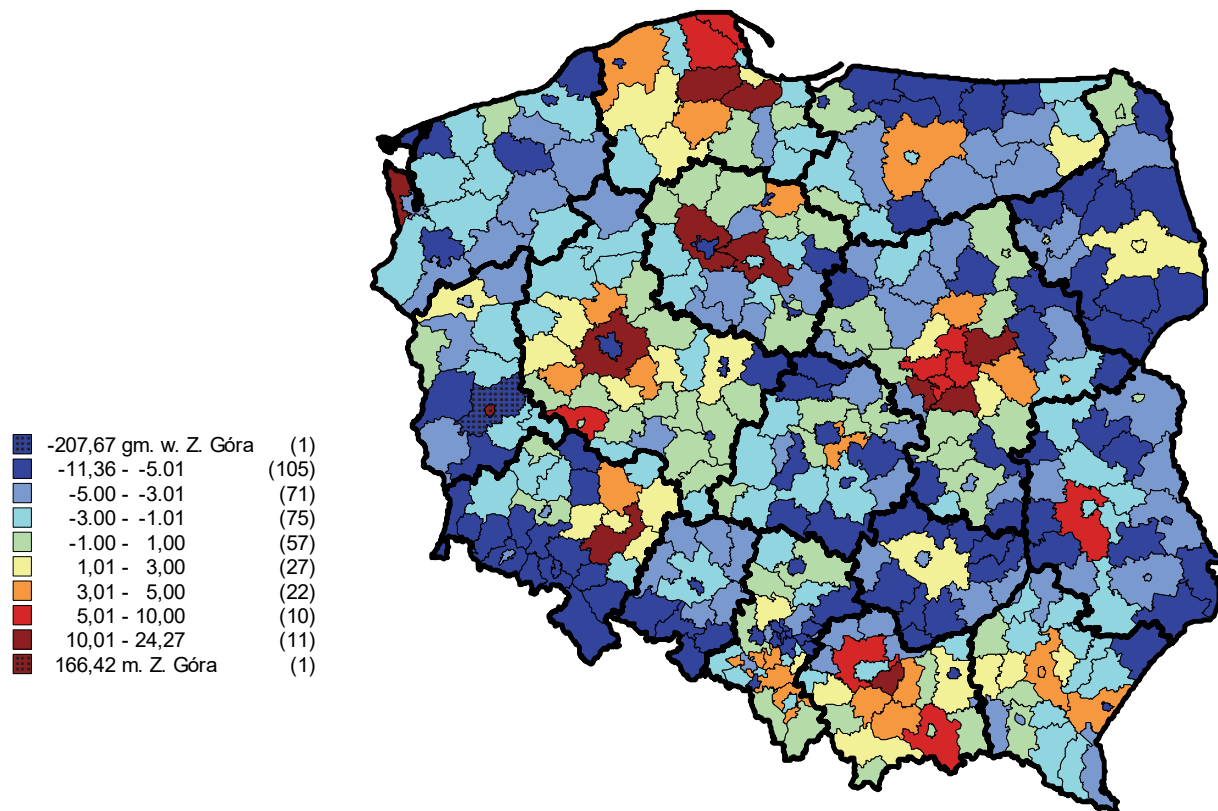 -207,67 gm. w. Z. Góra (1)
-11,36 - -5.01 (105)
-5.00 - -3.01 (71)
-3.00 - -1.01 (75)
-1.00 - 1,00 (57)
1,01 - 3,00 (27)
3,01 - 5,00 (22)
5,01 - 10,00 (10)
10,01 - 24,27 (11)
166,42 m. Z. Góra (1)